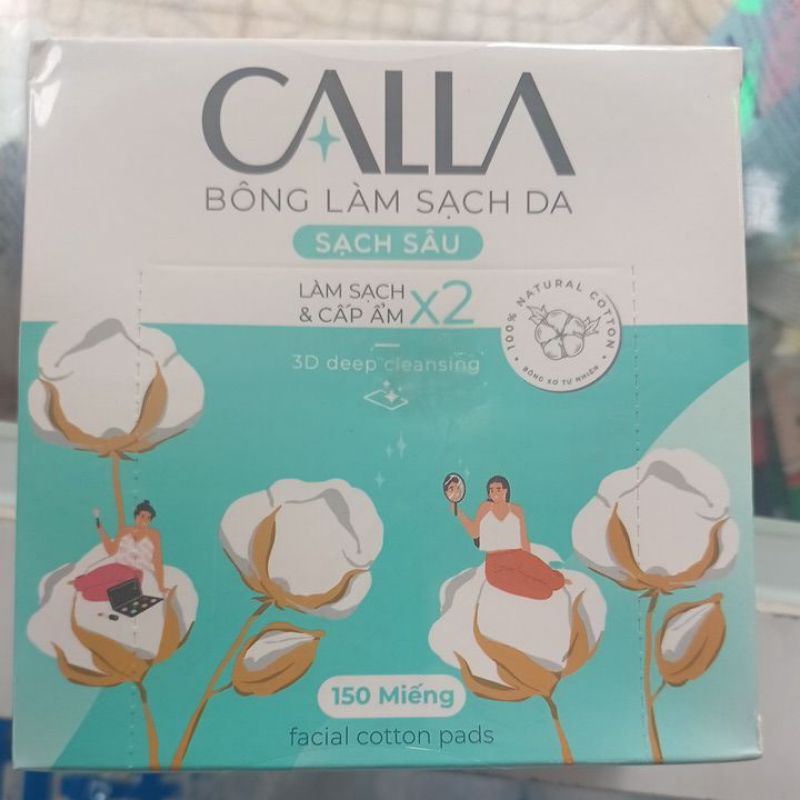 CALLA
BÔNG LÀM SẠCH DA
SẠCH SÂU
LÀM SẠCH
& CẤP ẨM x2
3D deep cleansing
100% NATURAL COTTON
BÔNG XƠ TỰ NHIÊN
150 Miếng
facial cotton pads